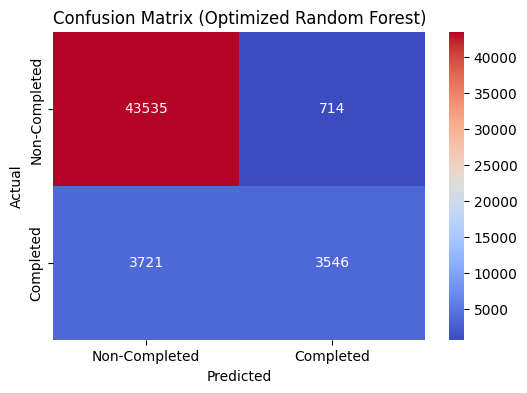 Confusion Matrix (Optimized Random Forest)
Non-Completed
43535
714
Completed
3721
3546
Actual
Non-Completed
Completed
Predicted
40000
35000
30000
25000
20000
15000
10000
5000